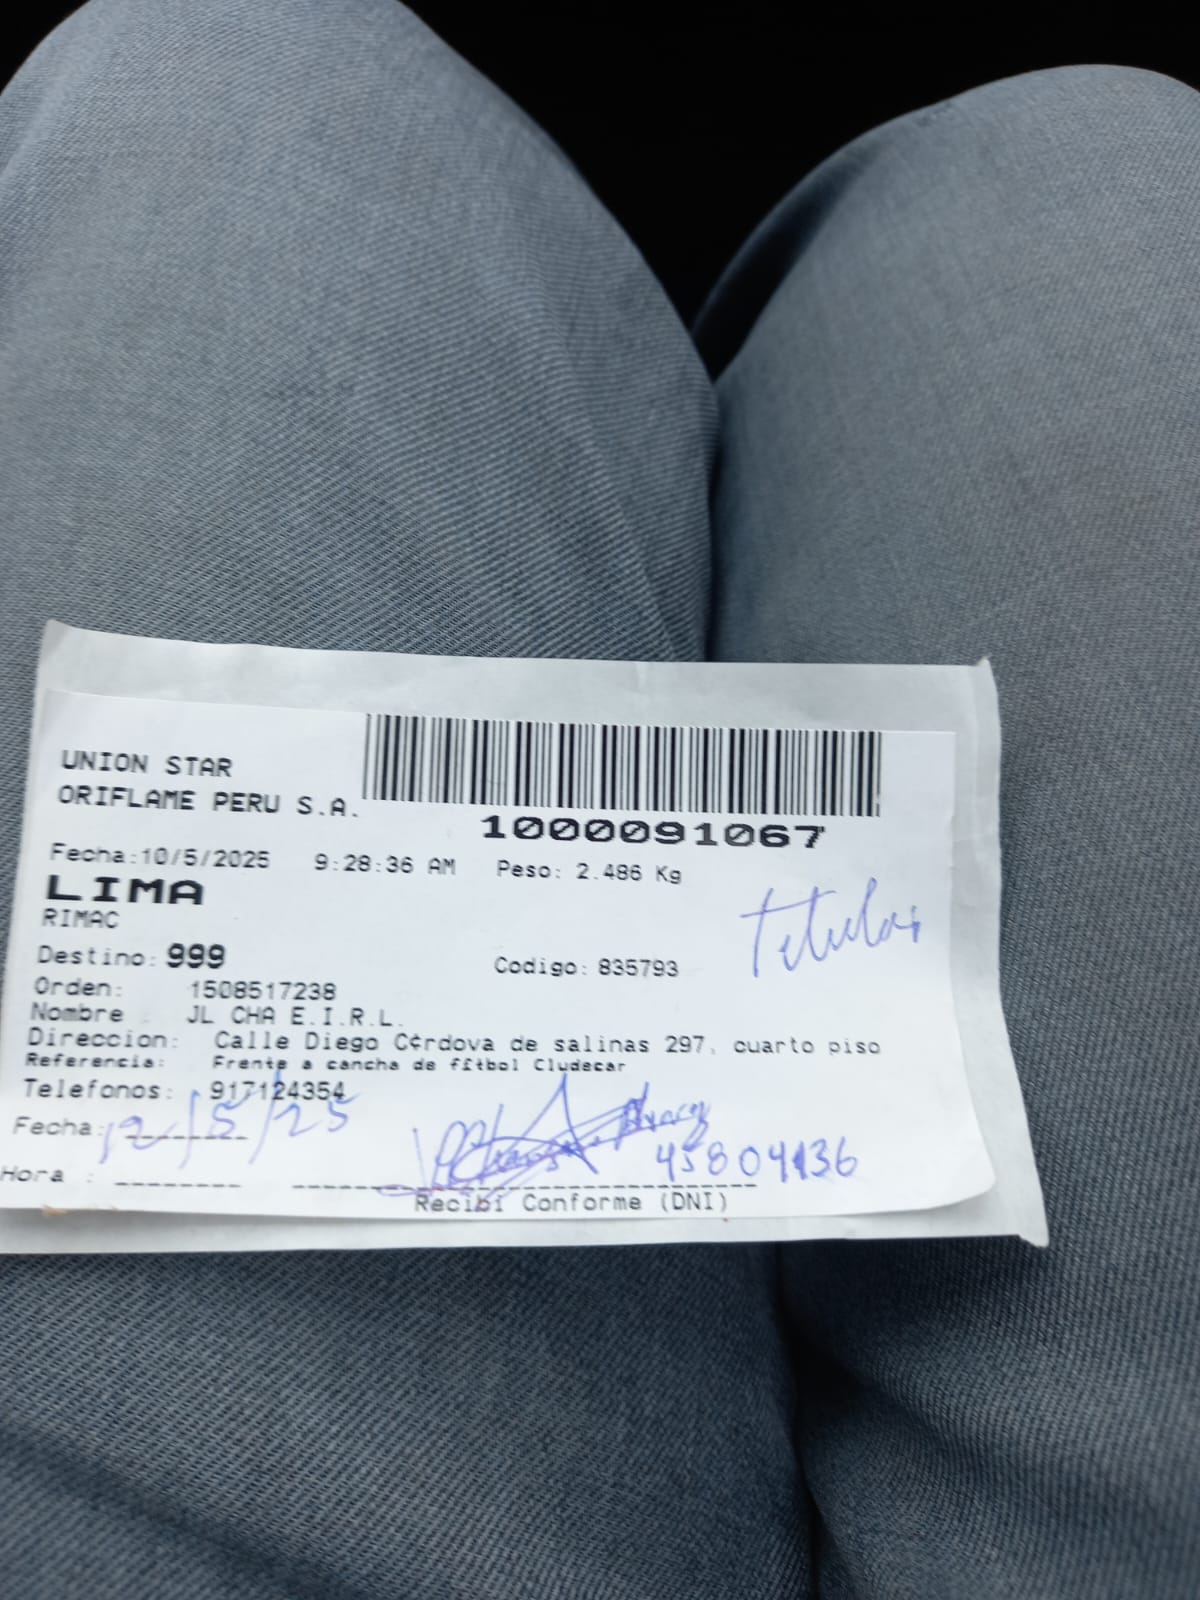 UNION STAR
ORIFLAME PERU S.A.
1000091067
Fecha:10/5/2025 9:28:36 AM Peso: 2.486 Kg
LIMA
RIMAC
Titular
Destino: 999 Codigo: 835793
Orden: 1508517238
Nombre : JL CHA E.I.R.L.
Direccion: Calle Diego C¢rdova de salinas 297, cuarto piso
Referencia: Frente a cancha de f£tbol Cludecar
Telefonos: 917124354
Fecha: 12/5/25
45804136
Hora :
Recibí Conforme (DNI)